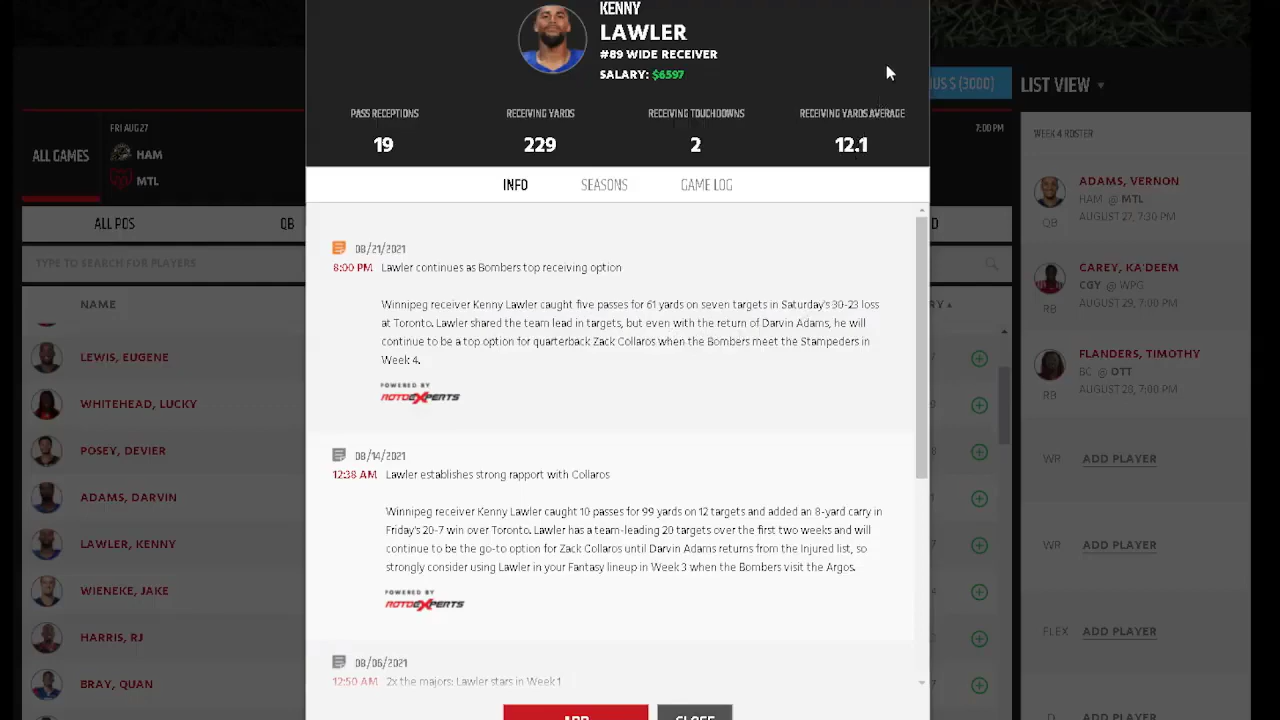 KENNY
LAWLER
#89 WIDE RECEIVER
SALARY: $6597
PASS RECEPTIONS
RECEIVING YARDS
RECEIVING TOUCHDOWNS
RECEIVING YARDS AVERAGE
19
229
2
12.1
INFO
SEASONS
GAME LOG
08/21/2021
8:00 PM Lawler continues as Bombers top receiving option
Winnipeg receiver Kenny Lawler caught five passes for 61 yards on seven targets in Saturday's 30-23 loss
at Toronto. Lawler shared the team lead in targets, but even with the return of Darvin Adams, he will
continue to be a top option for quarterback Zack Collaros when the Bombers meet the Stampeders in
Week 4.
POWERED BY
ROTOEXPERTS
08/14/2021
12:38 AM Lawler establishes strong rapport with Collaros
Winnipeg receiver Kenny Lawler caught 10 passes for 99 yards on 12 targets and added an 8-yard carry in
Friday's 20-7 win over Toronto. Lawler has a team-leading 20 targets over the first two weeks and will
continue to be the go-to option for Zack Collaros until Darvin Adams returns from the Injured list, so
strongly consider using Lawler in your Fantasy lineup in Week 3 when the Bombers visit the Argos.
POWERED BY
ROTOEXPERTS
08/06/2021
12:50 AM 2x the majors: Lawler stars in Week 1
ADD
CLOSE
FRI AUG 27
ALL GAMES
HAM
MTL
7:00 PM
ALL POS
QB
D
TYPE TO SEARCH FOR PLAYERS
NAME
LEWIS, EUGENE
WHITEHEAD, LUCKY
POSEY, DEVIER
ADAMS, DARVIN
LAWLER, KENNY
WIENEKE, JAKE
HARRIS, RJ
BRAY, QUAN
$ (3000)
LIST VIEW
WEEK 4 ROSTER
ADAMS, VERNON
HAM @ MTL
AUGUST 27, 7:30 PM
QB
CAREY, KA'DEEM
CGY @ WPG
AUGUST 29, 7:00 PM
RB
FLANDERS, TIMOTHY
BC @ OTT
AUGUST 28, 7:00 PM
RB
WR ADD PLAYER
WR ADD PLAYER
FLEX ADD PLAYER
D ADD PLAYER